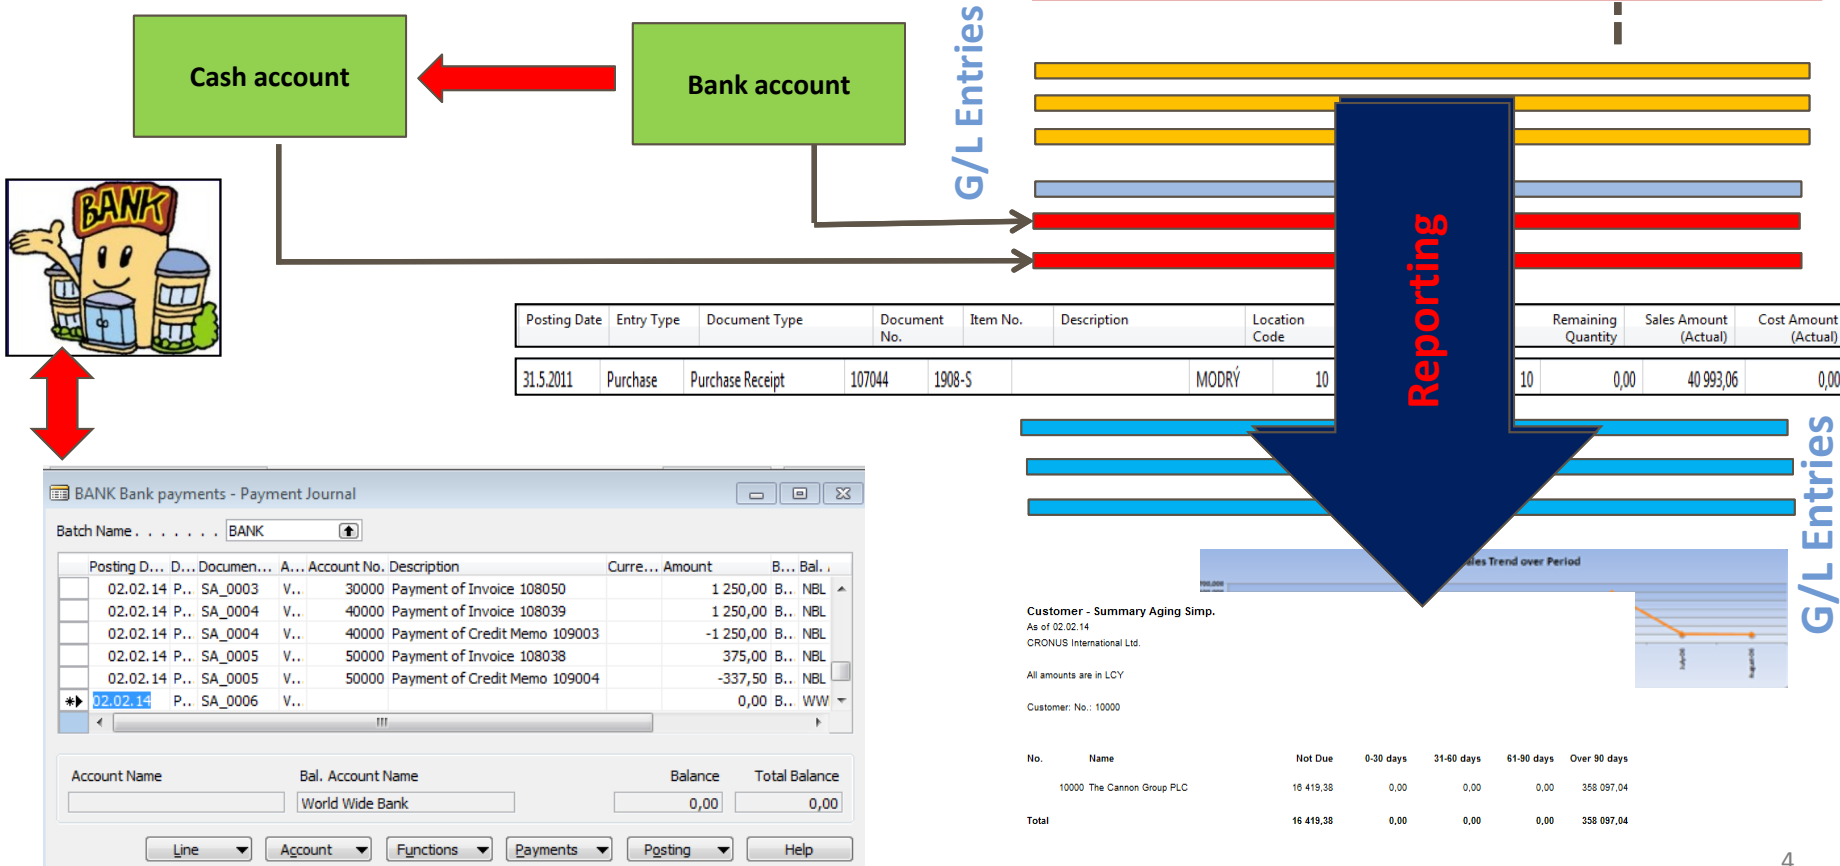 Cash account
Bank account
G/L Entries
BANK
Reporting
Posting Date Entry Type Document Type Document No. Item No. Description Location Code Remaining Quantity Sales Amount (Actual) Cost Amount (Actual)
31.5.2011 Purchase Purchase Receipt 107044 1908-S MODRÝ 10 10 0,00 40 993,06 0,00
G/L Entries
BANK Bank payments - Payment Journal
Batch Name . . . . . . . BANK
Posting D... D... Documen... A... Account No. Description Curre... Amount B... Bal.
02.02.14 P... SA_0003 V... 30000 Payment of Invoice 108050 1 250,00 B... NBL
02.02.14 P... SA_0004 V... 40000 Payment of Invoice 108039 1 250,00 B... NBL
02.02.14 P... SA_0004 V... 40000 Payment of Credit Memo 109003 -1 250,00 B... NBL
02.02.14 P... SA_0005 V... 50000 Payment of Invoice 108038 375,00 B... NBL
02.02.14 P... SA_0005 V... 50000 Payment of Credit Memo 109004 -337,50 B... NBL
02.02.14 P... SA_0006 V... 0,00 B... WW
Account Name Bal. Account Name Balance Total Balance
World Wide Bank 0,00 0,00
Line Account Functions Payments Posting Help
Trend over Period
Customer - Summary Aging Simp.
As of 02.02.14
CRONUS International Ltd.
All amounts are in LCY
Customer: No.: 10000
No. Name Not Due 0-30 days 31-60 days 61-90 days Over 90 days
10000 The Cannon Group PLC 16 419,38 0,00 0,00 0,00 358 097,04
Total 16 419,38 0,00 0,00 0,00 358 097,04
4